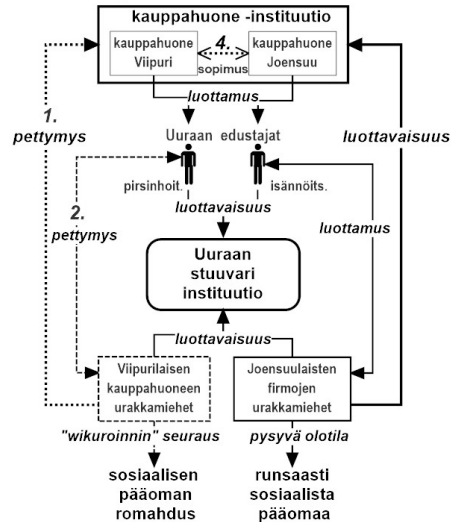 kauppahuone -instituutio
kauppahuone
Viipuri
4.
sopimus
kauppahuone
Joensuu
luottamus
1.
pettymys
luottavaisuus
Uuraan edustajat
pirsinhoit.
isännöits.
2.
pettymys
luottavaisuus
luottamus
Uuraan
stuuvari
instituutio
luottavaisuus
Viipurilaisen
kauppahuoneen
urakkamiehet
Joensuulaisten
firmojen
urakkamiehet
"wikuroinnin" seuraus
pysyvä olotila
sosiaalisen
pääoman
romahdus
runsaasti
sosiaalista
pääomaa